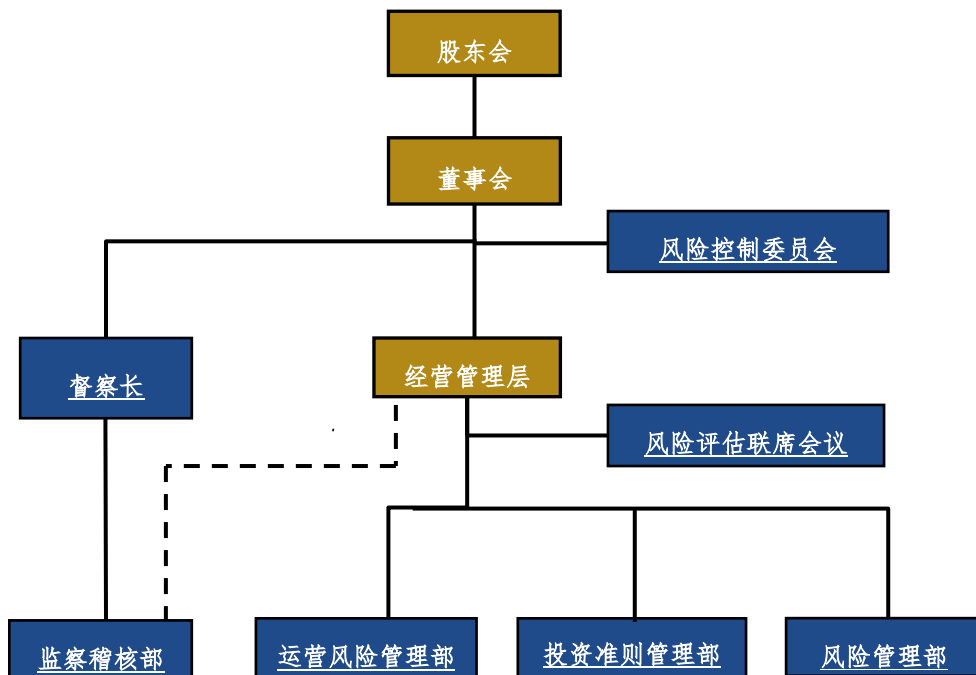 股东会
董事会
风险控制委员会
督察长
经营管理层
风险评估联席会议
监察稽核部
运营风险管理部
投资准则管理部
风险管理部